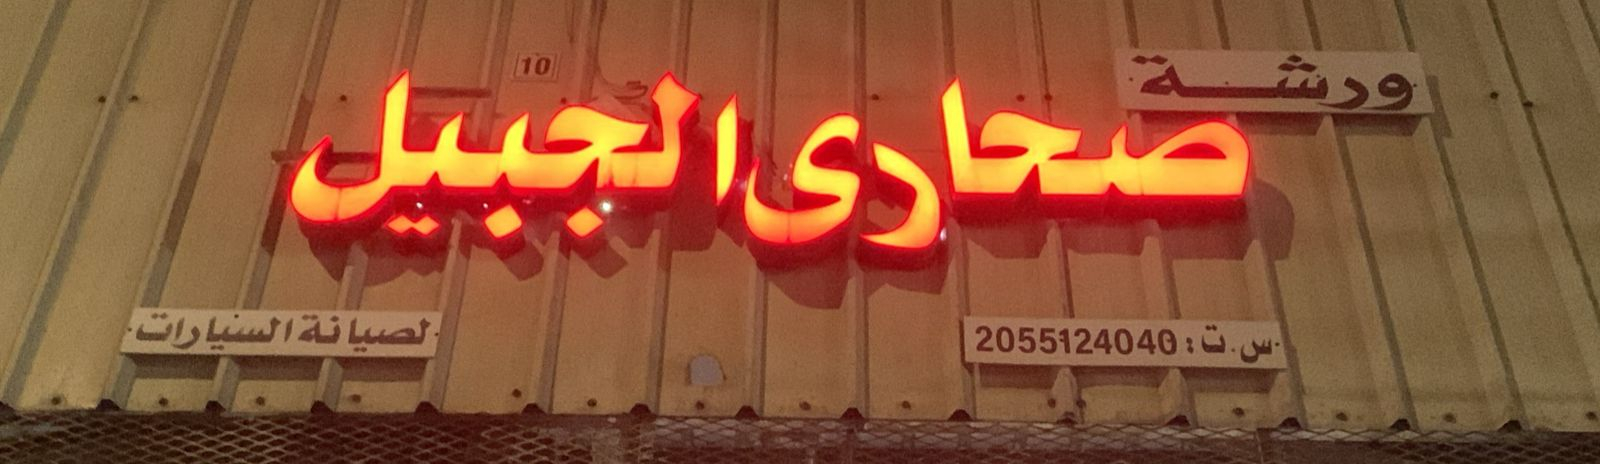 ورشة
10
صحارى الجبيل
س.ت: 2055124040
لصيانة السيارات